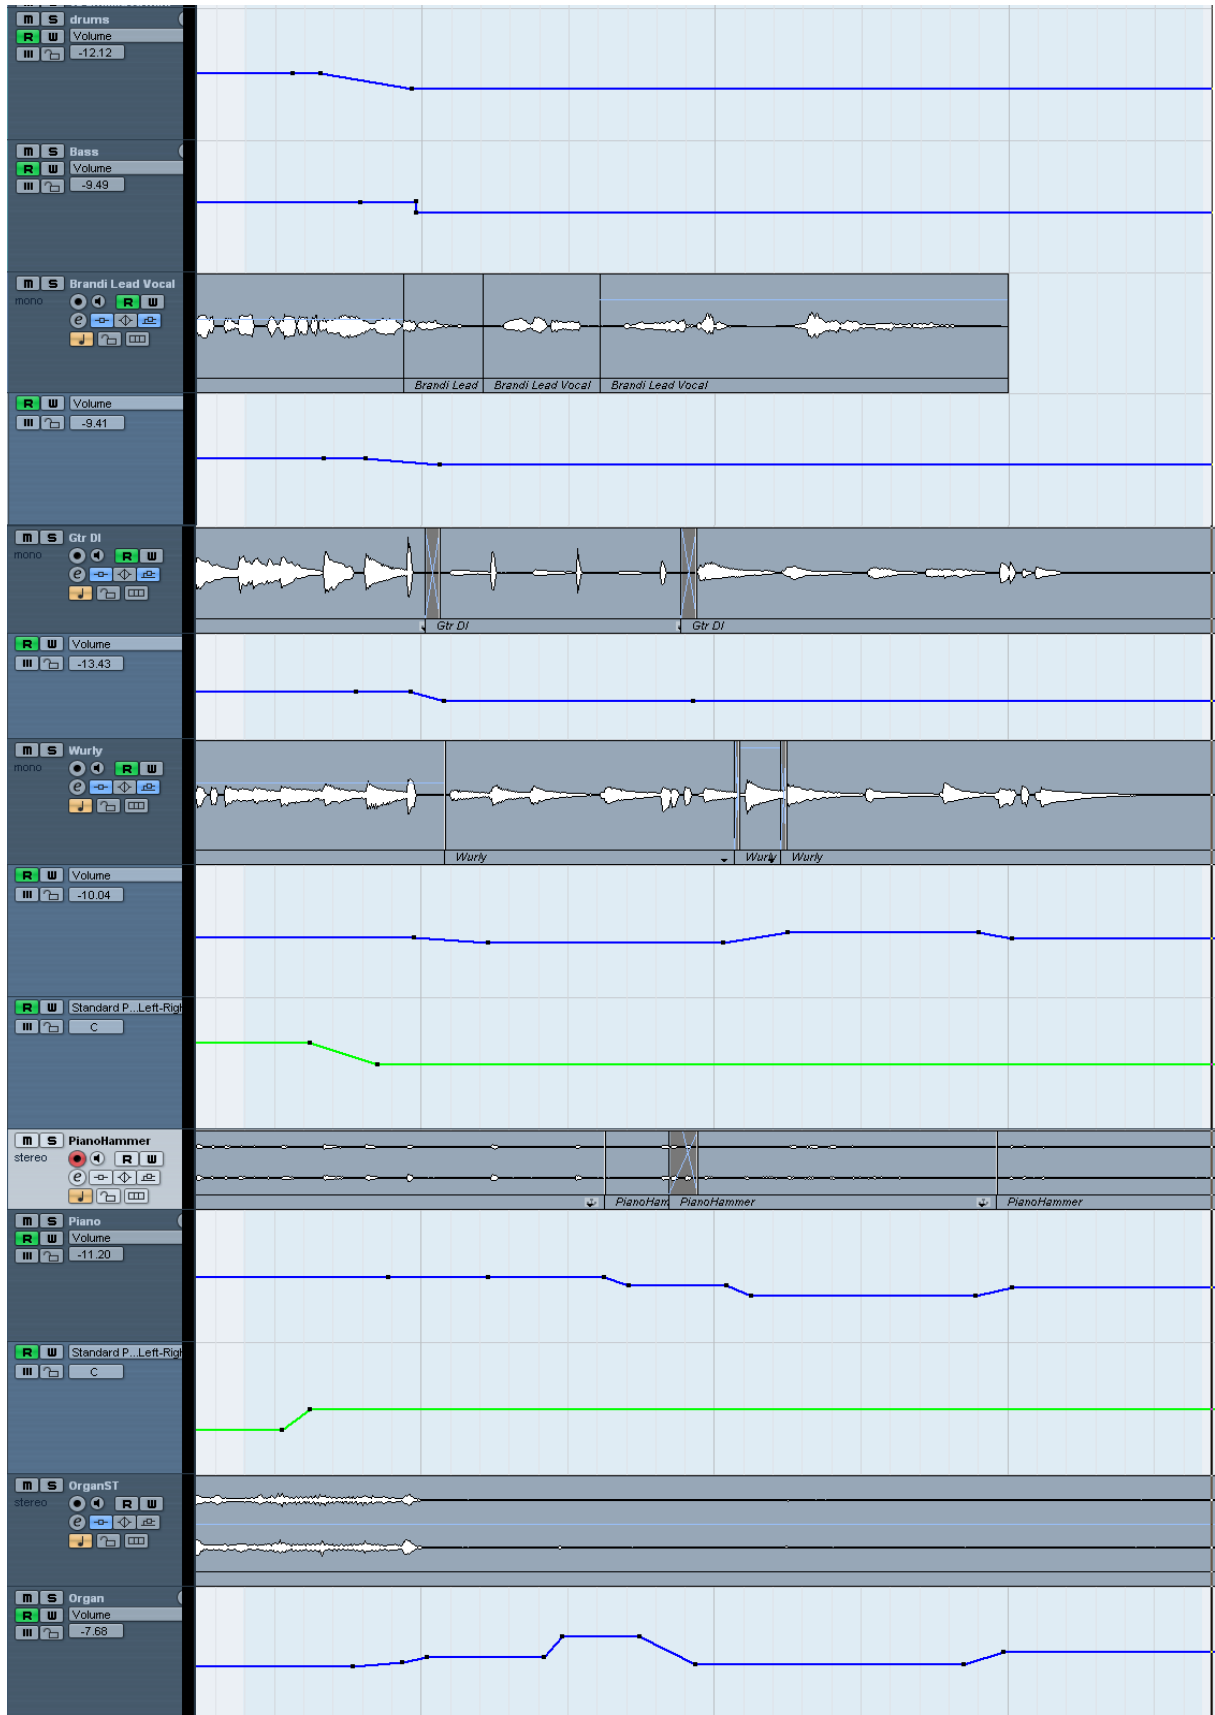 M S drums
R W Volume
-12.12
M S Bass
R W Volume
-9.49
M S Brandi Lead Vocal
mono R W
e
Brandi Lead Brandi Lead Vocal Brandi Lead Vocal
R W Volume
-9.41
M S Gtr DI
mono R W
e
Gtr DI Gtr DI
R W Volume
-13.43
M S Wurly
mono R W
e
Wurly Wurly Wurly
R W Volume
-10.04
R W Standard P...Left-Righ
C
M S PianoHammer
stereo R W
e
PianoHam PianoHammer PianoHammer
M S Piano
R W Volume
-11.20
R W Standard P...Left-Righ
C
M S OrganST
stereo R W
e
M S Organ
R W Volume
-7.68